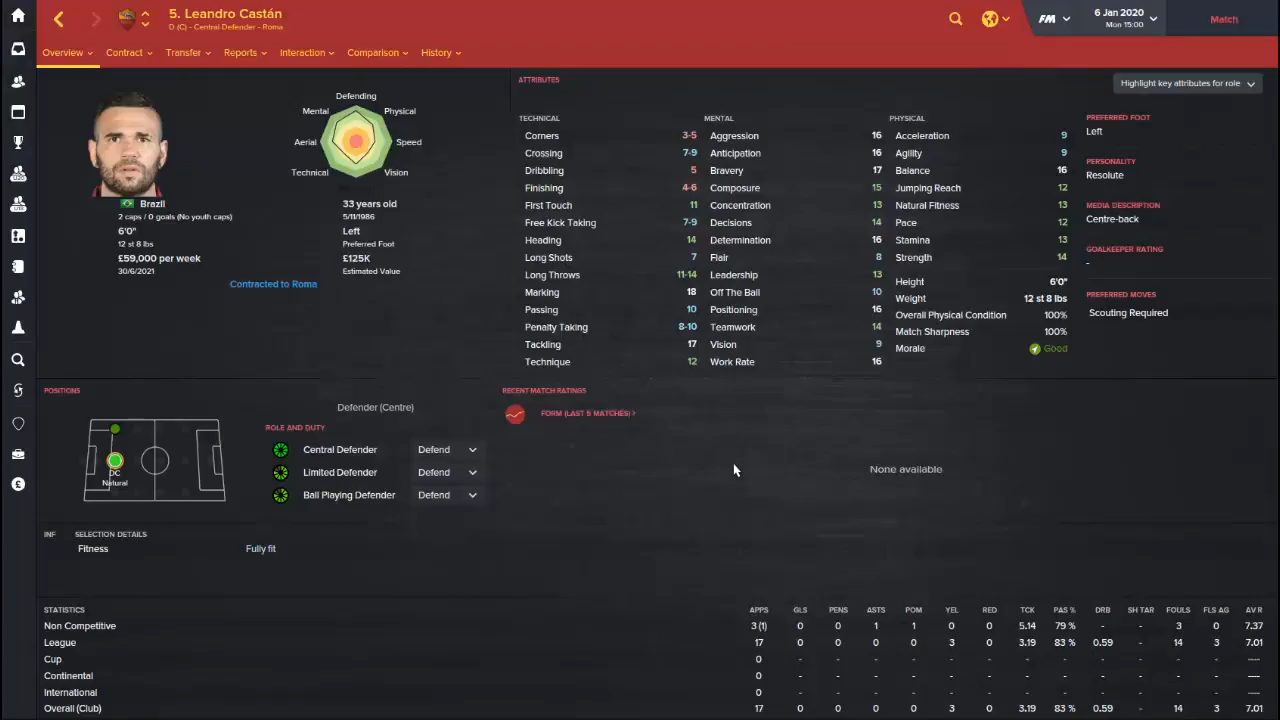 5. Leandro Castán
D (C) - Central Defender - Roma
FM
6 Jan 2020
Mon 15:00
Match
Overview Contract Transfer Reports Interaction Comparison History
ATTRIBUTES
Highlight key attributes for role
Defending
Mental Physical
Aerial Speed
Technical Vision
Brazil
2 caps / 0 goals (No youth caps)
6'0"
12 st 8 lbs
£59,000 per week
30/6/2021
33 years old
5/11/1986
Left
Preferred Foot
£125K
Estimated Value
Contracted to Roma
TECHNICAL MENTAL PHYSICAL
Corners 3-5 Aggression 16 Acceleration 9
Crossing 7-9 Anticipation 16 Agility 9
Dribbling 5 Bravery 17 Balance 16
Finishing 4-6 Composure 15 Jumping Reach 12
First Touch 11 Concentration 13 Natural Fitness 13
Free Kick Taking 7-9 Decisions 14 Pace 12
Heading 14 Determination 16 Stamina 13
Long Shots 7 Flair 8 Strength 14
Long Throws 11-14 Leadership 13
Marking 18 Off The Ball 10
Passing 10 Positioning 16
Penalty Taking 8-10 Teamwork 14
Tackling 17 Vision 9
Technique 12 Work Rate 16
Height 6'0"
Weight 12 st 8 lbs
Overall Physical Condition 100%
Match Sharpness 100%
Morale Good
PREFERRED FOOT
Left
PERSONALITY
Resolute
MEDIA DESCRIPTION
Centre-back
GOALKEEPER RATING
-
PREFERRED MOVES
Scouting Required
POSITIONS
DC
Natural
Defender (Centre)
ROLE AND DUTY
Central Defender Defend
Limited Defender Defend
Ball Playing Defender Defend
RECENT MATCH RATINGS
FORM (LAST 5 MATCHES) >
None available
INF SELECTION DETAILS
Fitness Fully fit
STATISTICS APPS GLS PENS ASTS POM YEL RED TCK PAS % DRB SH TAR FOULS FLS AG AV R
Non Competitive 3 (1) 0 0 1 1 0 0 5.14 79 % - - 3 0 7.37
League 17 0 0 0 0 3 0 3.19 83 % 0.59 - 14 3 7.01
Cup 0 - - - - - - - - - - - - ----
Continental 0 - - - - - - - - - - - - ----
International 0 - - - - - - - - - - - - ----
Overall (Club) 17 0 0 0 0 3 0 3.19 83 % 0.59 - 14 3 7.01